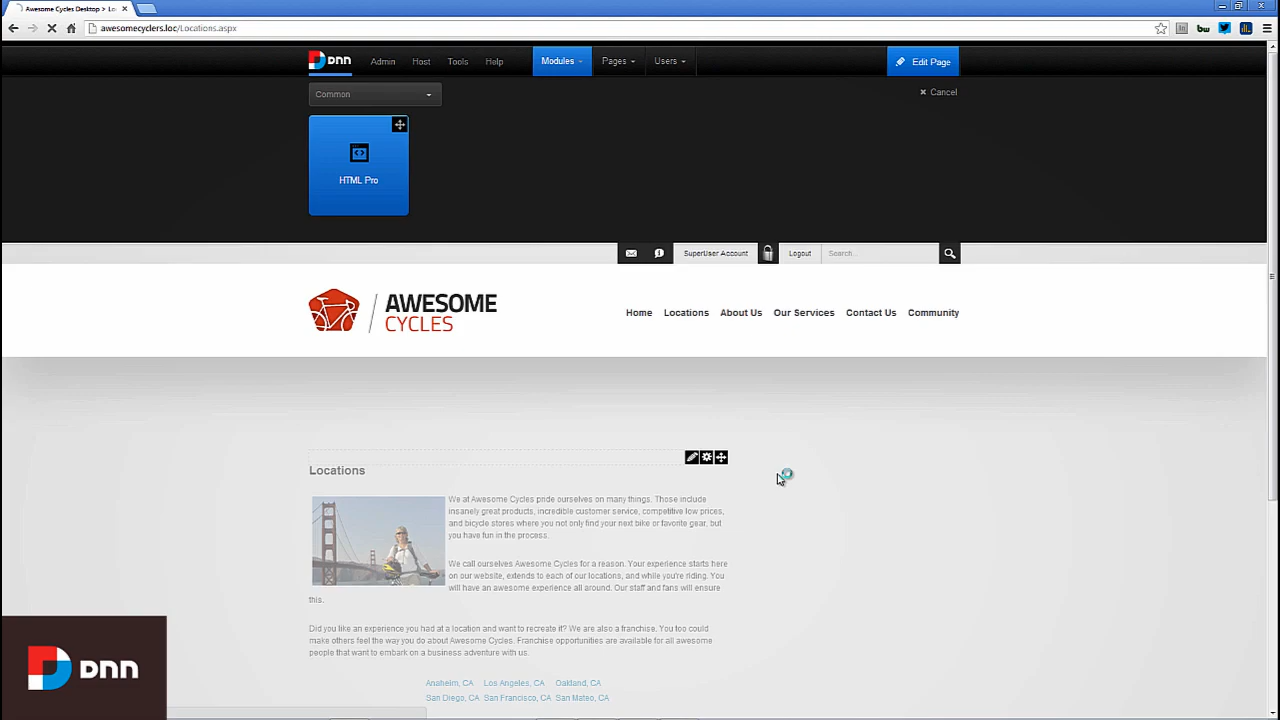 Awesome Cycles Desktop > Loc
awesomecyclers.loc/Locations.aspx
DNN Admin Host Tools Help Modules Pages Users Edit Page
Common
Cancel
HTML Pro
SuperUser Account Logout Search...
AWESOME
CYCLES
Home Locations About Us Our Services Contact Us Community
Locations
We at Awesome Cycles pride ourselves on many things. Those include
insanely great products, incredible customer service, competitive low prices,
and bicycle stores where you not only find your next bike or favorite gear, but
you have fun in the process.
We call ourselves Awesome Cycles for a reason. Your experience starts here
on our website, extends to each of our locations, and while you're riding. You
will have an awesome experience all around. Our staff and fans will ensure
this.
Did you like an experience you had at a location and want to recreate it? We are also a franchise. You too could
make others feel the way you do about Awesome Cycles. Franchise opportunities are available for all awesome
people that want to embark on a business adventure with us.
Anaheim, CA Los Angeles, CA Oakland, CA
San Diego, CA San Francisco, CA San Mateo, CA
DNN